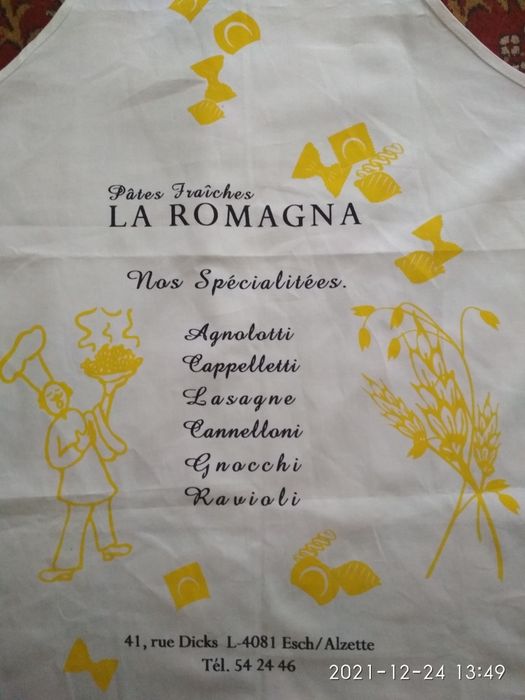 Pâtes Fraîches
LA ROMAGNA
Nos Spécialitées.
Agnolotti
Cappelletti
Lasagne
Cannelloni
Gnocchi
Ravioli
41, rue Dicks L-4081 Esch/Alzette
Tél. 54 24 46
2021-12-24 13:49